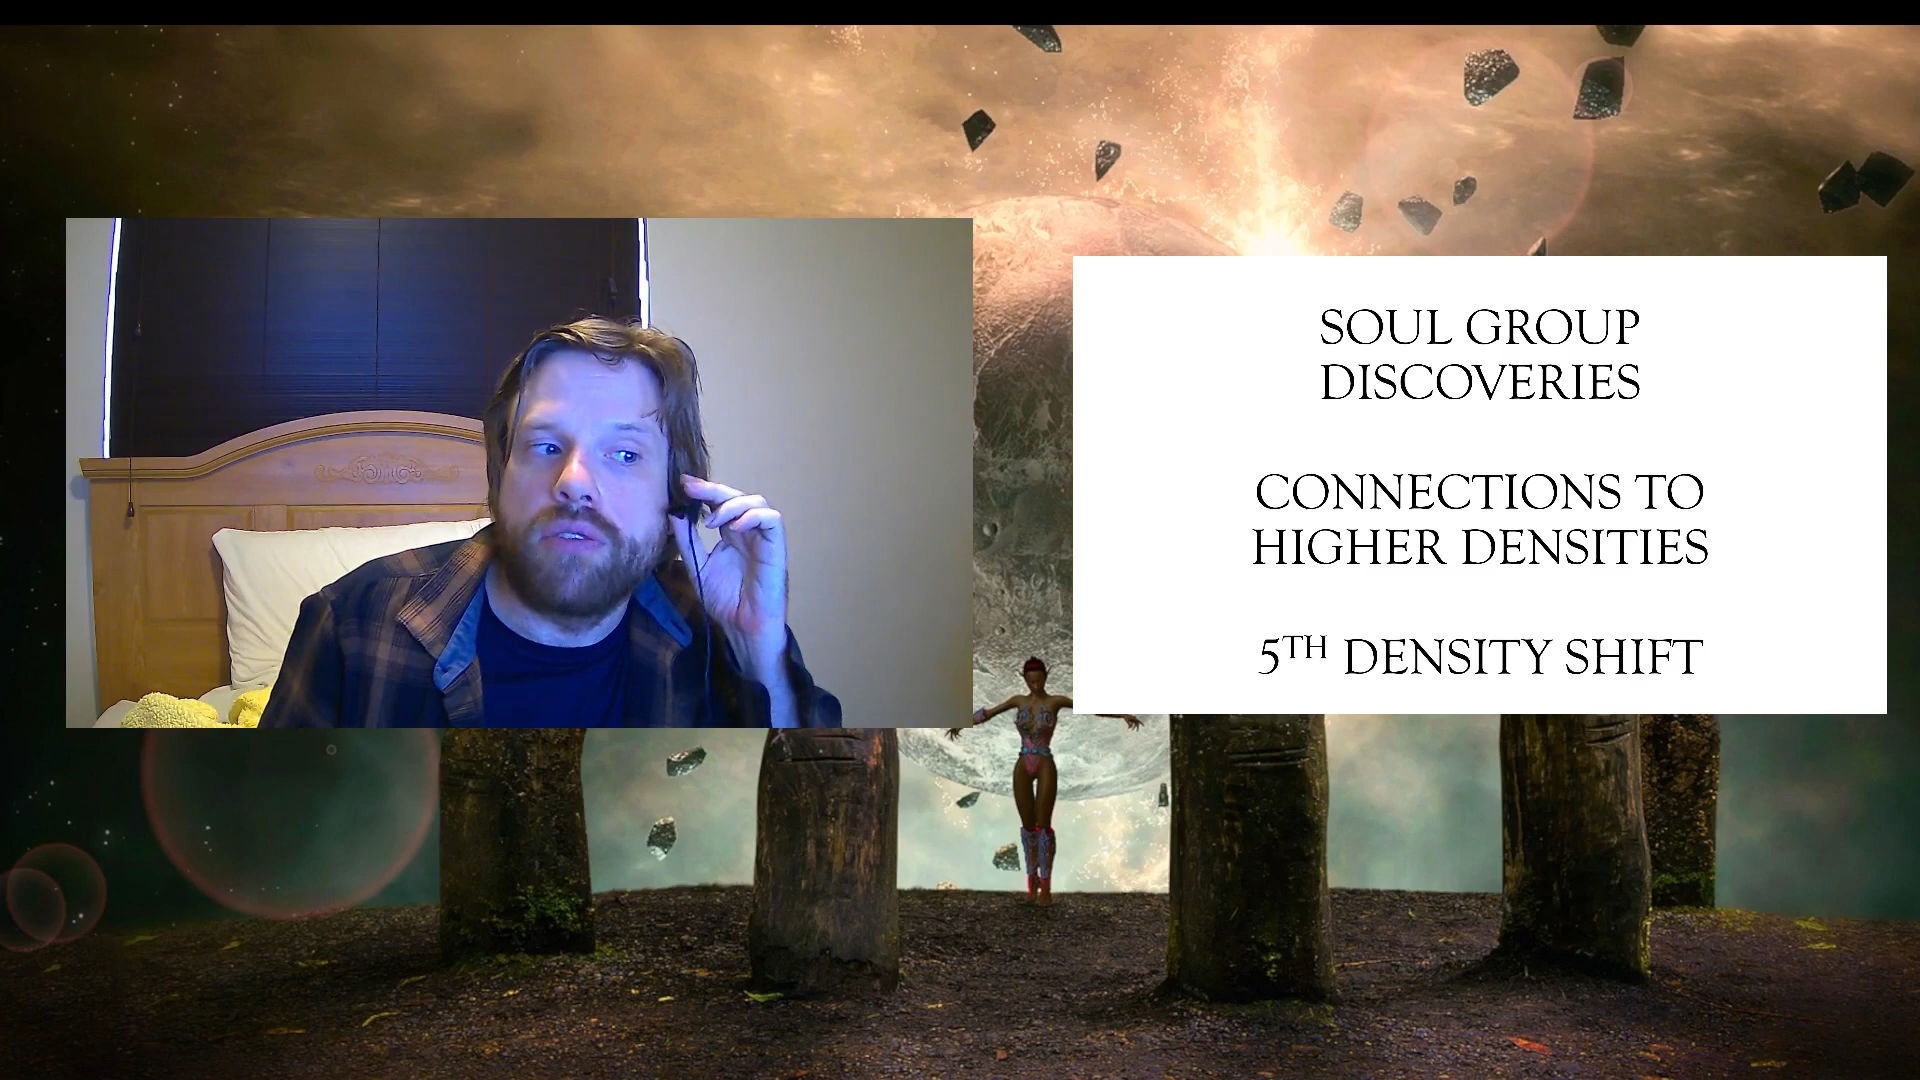 SOUL GROUP
DISCOVERIES
CONNECTIONS TO
HIGHER DENSITIES
5TH DENSITY SHIFT